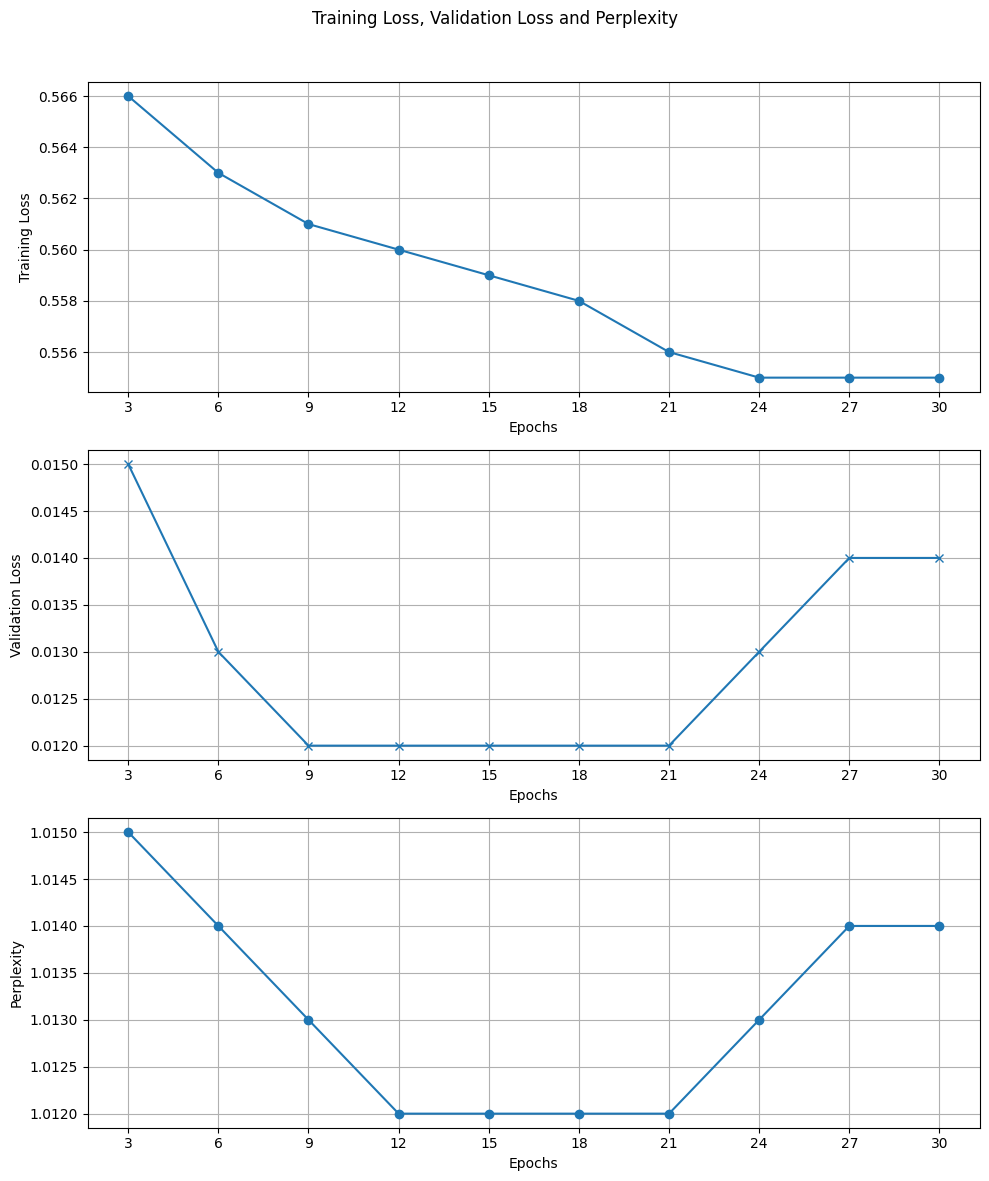 Training Loss, Validation Loss and Perplexity
0.566
0.564
0.562
0.560
0.558
0.556
Training Loss
3 6 9 12 15 18 21 24 27 30
Epochs
0.0150
0.0145
0.0140
0.0135
0.0130
0.0125
0.0120
Validation Loss
3 6 9 12 15 18 21 24 27 30
Epochs
1.0150
1.0145
1.0140
1.0135
1.0130
1.0125
1.0120
Perplexity
3 6 9 12 15 18 21 24 27 30
Epochs